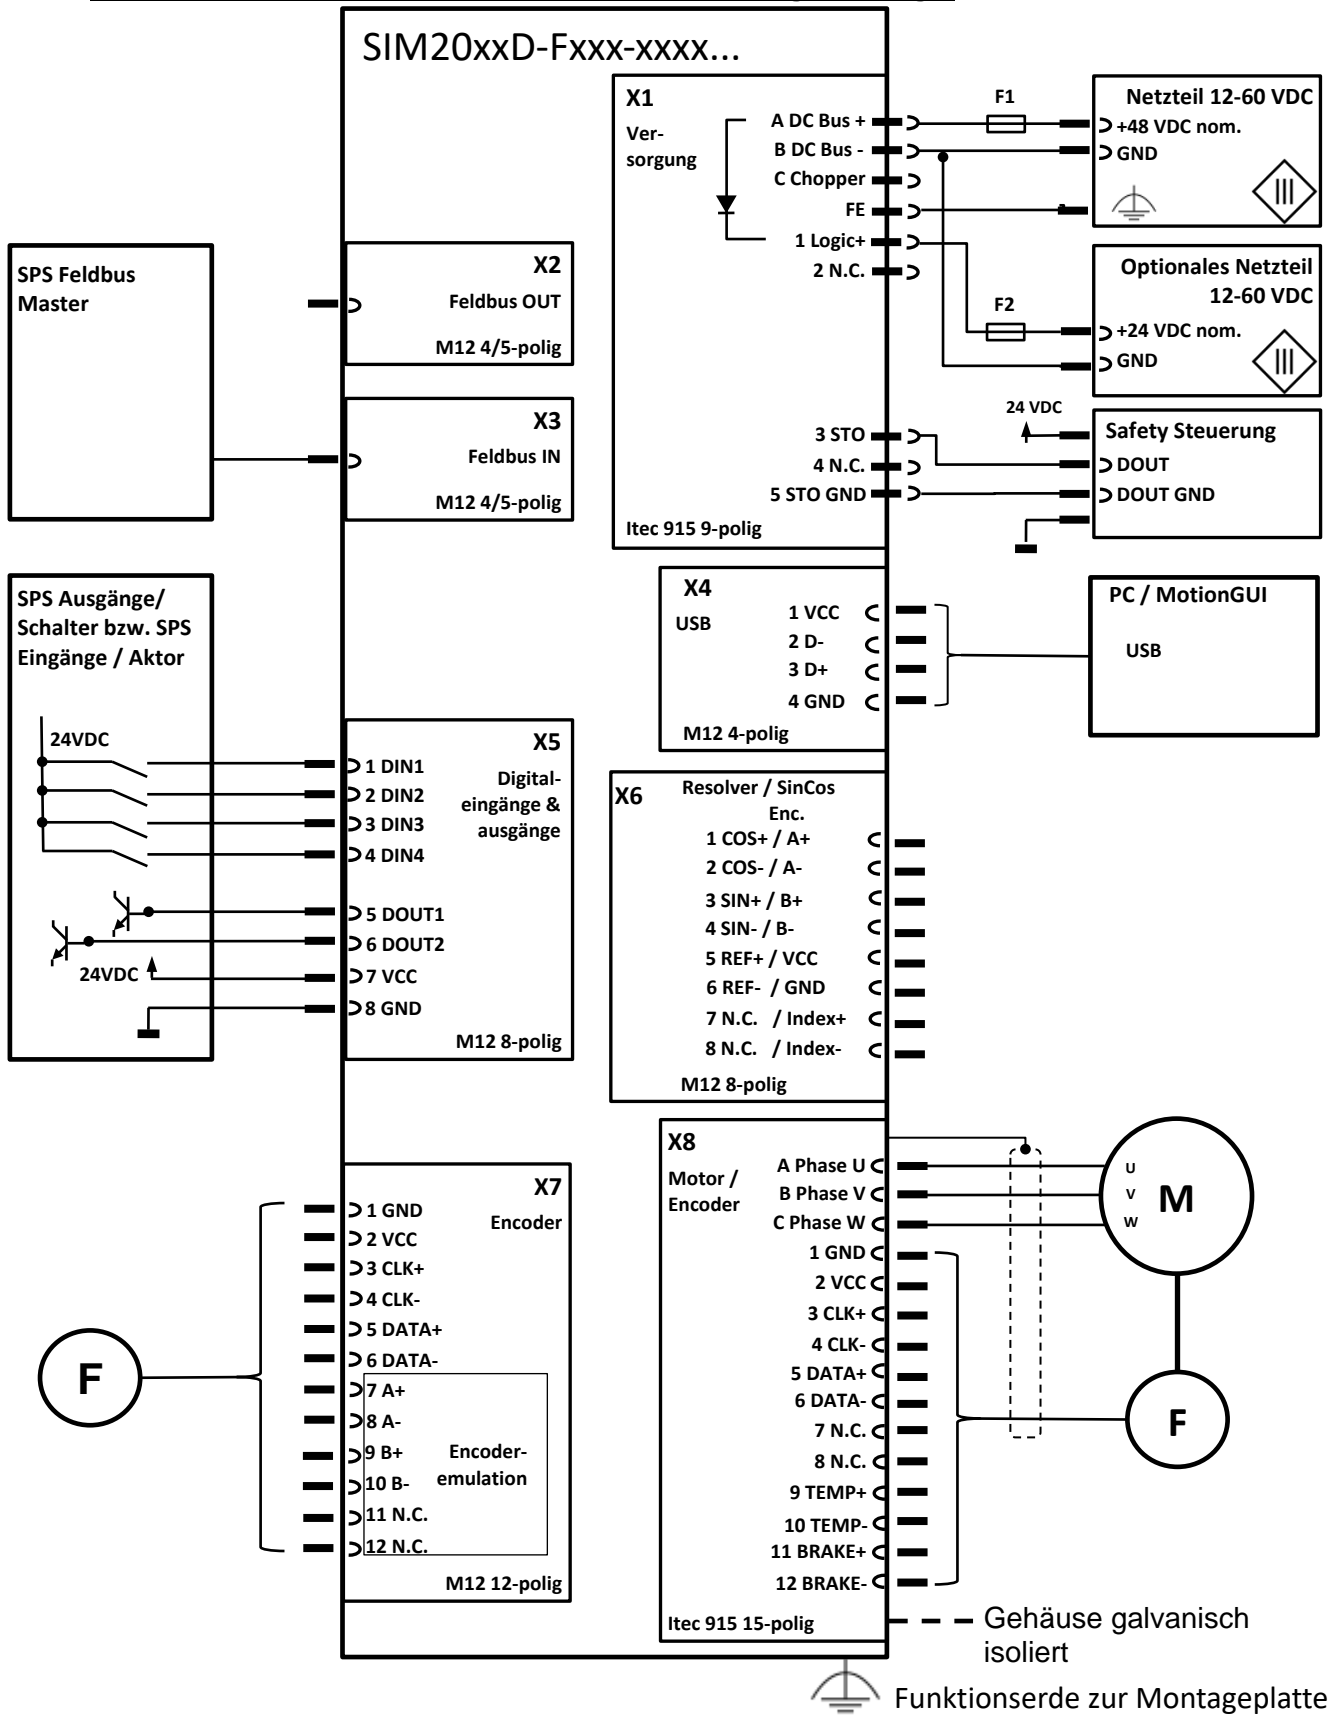 SIM20xxD-Fxxx-xxxx...
X1
Ver-
sorgung
A DC Bus +
B DC Bus -
C Chopper
FE
1 Logic+
2 N.C.
3 STO
4 N.C.
5 STO GND
Itec 915 9-polig
F1
Netzteil 12-60 VDC
+48 VDC nom.
GND
III
F2
Optionales Netzteil
12-60 VDC
+24 VDC nom.
GND
III
24 VDC
Safety Steuerung
DOUT
DOUT GND
SPS Feldbus
Master
X2
Feldbus OUT
M12 4/5-polig
X3
Feldbus IN
M12 4/5-polig
X4
USB
1 VCC
2 D-
3 D+
4 GND
M12 4-polig
PC / MotionGUI
USB
SPS Ausgänge/
Schalter bzw. SPS
Eingänge / Aktor
24VDC
24VDC
X5
Digital-
eingänge &
ausgänge
1 DIN1
2 DIN2
3 DIN3
4 DIN4
5 DOUT1
6 DOUT2
7 VCC
8 GND
M12 8-polig
X6
Resolver / SinCos
Enc.
1 COS+ / A+
2 COS- / A-
3 SIN+ / B+
4 SIN- / B-
5 REF+ / VCC
6 REF- / GND
7 N.C. / Index+
8 N.C. / Index-
M12 8-polig
X7
Encoder
1 GND
2 VCC
3 CLK+
4 CLK-
5 DATA+
6 DATA-
7 A+
8 A-
9 B+
10 B-
11 N.C.
12 N.C.
Encoder-
emulation
M12 12-polig
F
X8
Motor /
Encoder
A Phase U
B Phase V
C Phase W
1 GND
2 VCC
3 CLK+
4 CLK-
5 DATA+
6 DATA-
7 N.C.
8 N.C.
9 TEMP+
10 TEMP-
11 BRAKE+
12 BRAKE-
Itec 915 15-polig
U
V
W
M
F
Gehäuse galvanisch
isoliert
Funktionserde zur Montageplatte